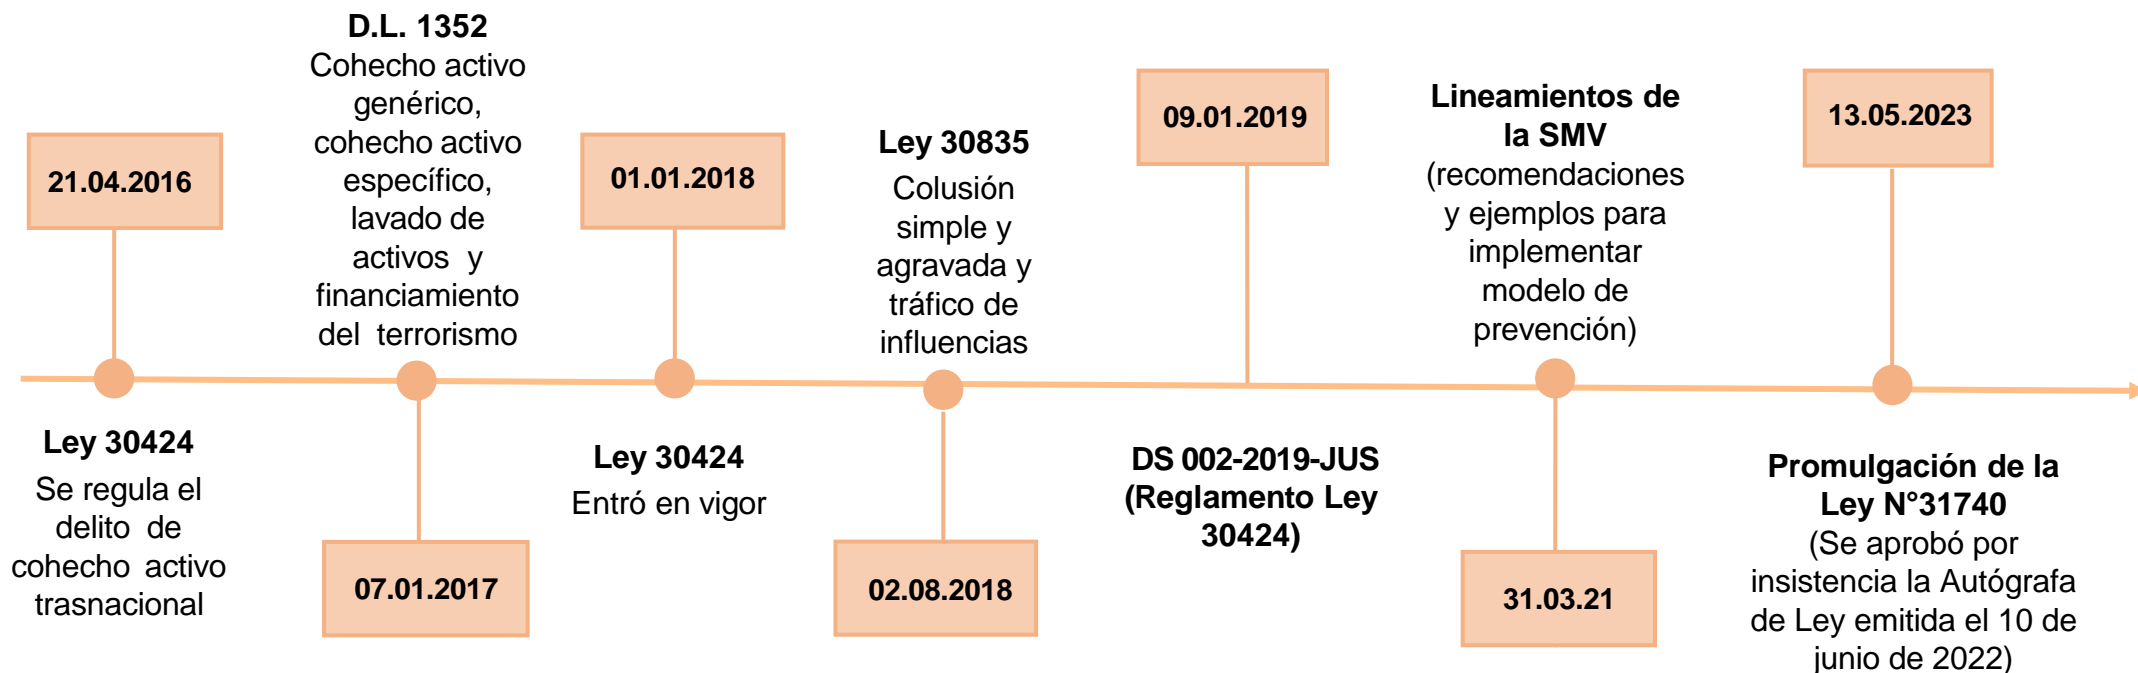 21.04.2016
Ley 30424
Se regula el
delito de
cohecho activo
trasnacional
D.L. 1352
Cohecho activo
genérico,
cohecho activo
específico,
lavado de
activos y
financiamiento
del terrorismo
07.01.2017
01.01.2018
Ley 30424
Entró en vigor
Ley 30835
Colusión
simple y
agravada y
tráfico de
influencias
02.08.2018
09.01.2019
DS 002-2019-JUS
(Reglamento Ley
30424)
Lineamientos de
la SMV
(recomendaciones
y ejemplos para
implementar
modelo de
prevención)
31.03.21
13.05.2023
Promulgación de la
Ley N°31740
(Se aprobó por
insistencia la Autógrafa
de Ley emitida el 10 de
junio de 2022)